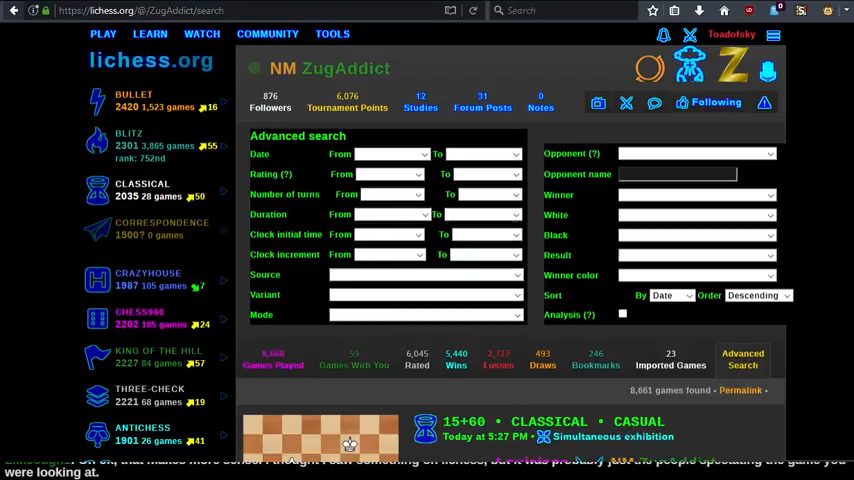 https://lichess.org/@/ZugAddict/search
Search
PLAY LEARN WATCH COMMUNITY TOOLS
Toadofsky
lichess.org
NM ZugAddict
876 Followers
6,076 Tournament Points
12 Studies
31 Forum Posts
0 Notes
Following
BULLET
2420 1,523 games 16
BLITZ
2301 3,865 games 55
rank: 752nd
CLASSICAL
2035 28 games 50
CORRESPONDENCE
1500? 0 games
CRAZYHOUSE
1987 105 games 7
CHESS960
2202 185 games 24
KING OF THE HILL
2227 84 games 57
THREE-CHECK
2221 68 games 19
ANTICHESS
1901 26 games 41
Advanced search
Date From To
Rating (?) From To
Number of turns From To
Duration From To
Clock initial time From To
Clock increment From To
Source
Variant
Mode
Opponent (?)
Opponent name
Winner
White
Black
Result
Winner color
Sort By Date Order Descending
Analysis (?)
Games Played
59 Games With You
6,045 Rated
5,440 Wins
2,727 Losses
493 Draws
246 Bookmarks
23 Imported Games
Advanced Search
8,661 games found • Permalink •
15+60 • CLASSICAL • CASUAL
Today at 5:27 PM • Simultaneous exhibition
were looking at.